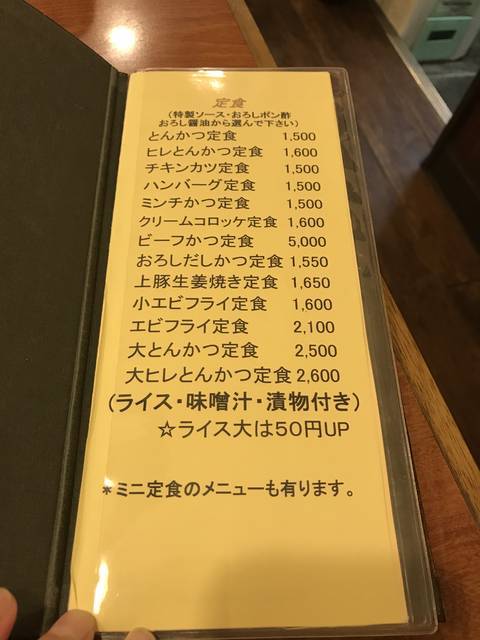 定食
(特製ソース・おろしポン酢
おろし醤油から選んで下さい)
とんかつ定食 1,500
ヒレとんかつ定食 1,600
チキンカツ定食 1,500
ハンバーグ定食 1,500
ミンチかつ定食 1,500
クリームコロッケ定食 1,600
ビーフかつ定食 5,000
おろしだしかつ定食 1,550
上豚生姜焼き定食 1,650
小エビフライ定食 1,600
エビフライ定食 2,100
大とんかつ定食 2,500
大ヒレとんかつ定食 2,600
(ライス・味噌汁・漬物付き)
☆ライス大は50円UP
*ミニ定食のメニューも有ります。